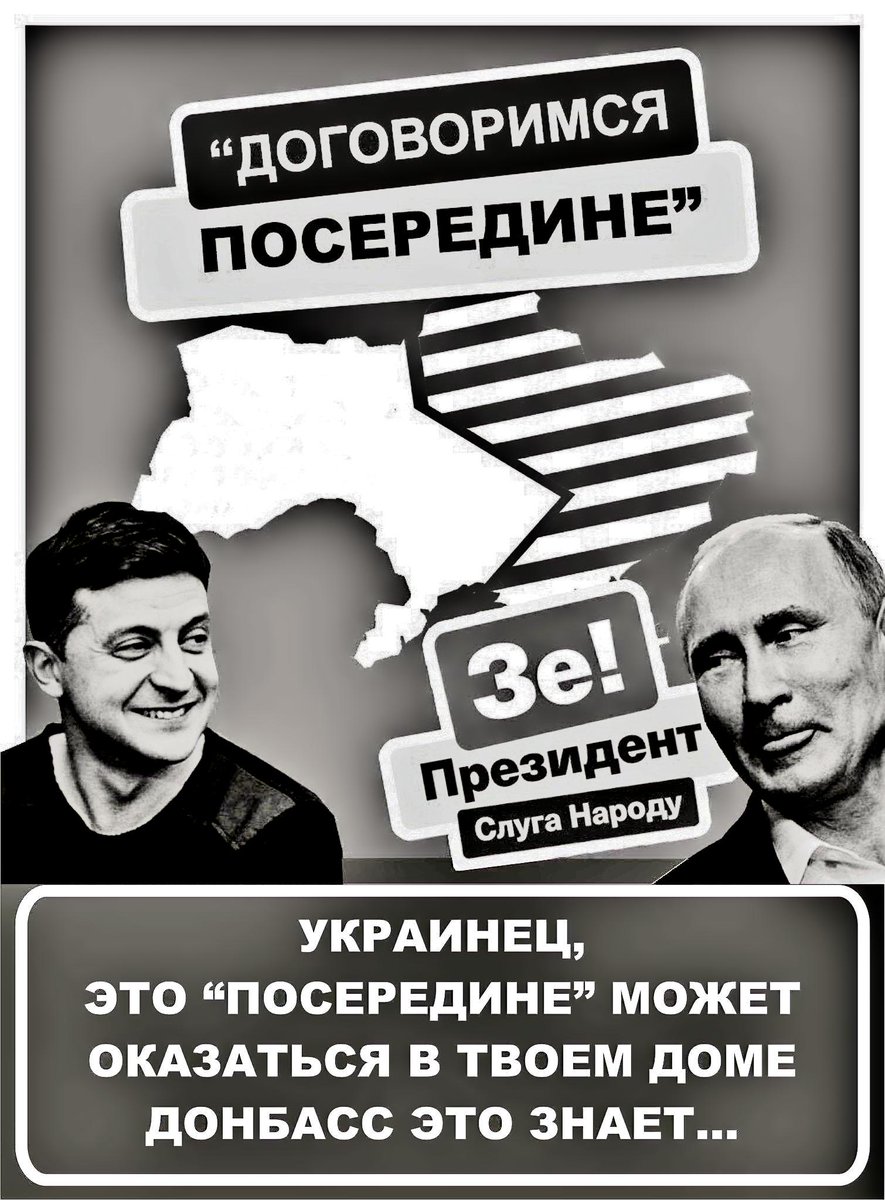 “ДОГОВОРИМСЯ
ПОСЕРЕДИНЕ”
Зе!
Президент
Слуга Народу
УКРАИНЕЦ,
ЭТО “ПОСЕРЕДИНЕ” МОЖЕТ
ОКАЗАТЬСЯ В ТВОЕМ ДОМЕ
ДОНБАСС ЭТО ЗНАЕТ...